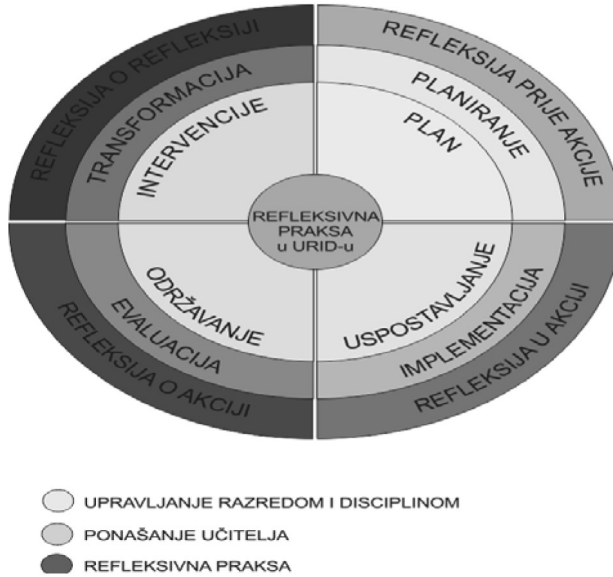 REFLEKSIJA O REFLEKSIJI
TRANSFORMACIJA
INTERVENCIJE
REFLEKSIJA PRIJE AKCIJE
PLANIRANJE
PLAN
REFLEKSIVNA
PRAKSA
u URID-u
ODRŽAVANJE
EVALUACIJA
REFLEKSIJA O AKCIJI
USPOSTAVLJANJE
IMPLEMENTACIJA
REFLEKSIJA U AKCIJI
UPRAVLJANJE RAZREDOM I DISCIPLINOM
PONAŠANJE UČITELJA
REFLEKSIVNA PRAKSA